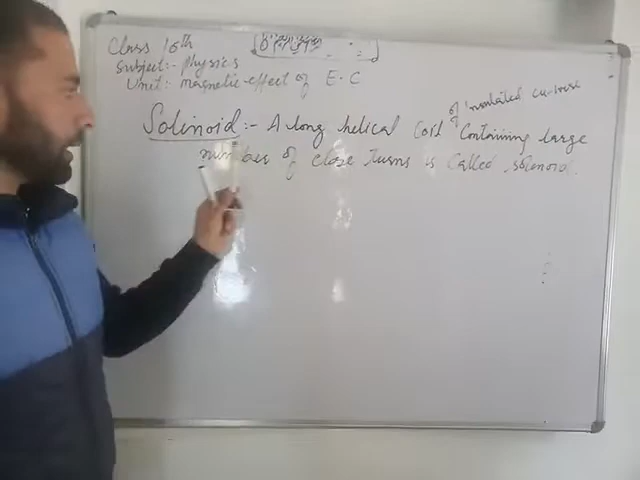 Class 10th
Subject:- physics
Unit:- magnetic effect of E.C
of Insulated cu-wire
Solinoid:- A long helical Coil Containing large
number of close turns is Called solenoid.